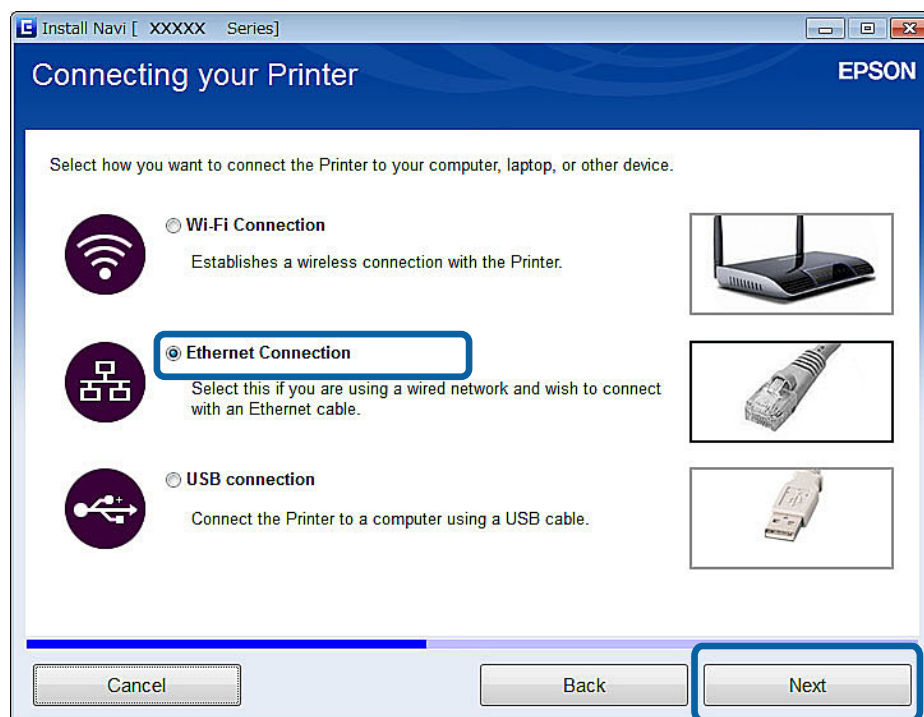 Install Navi [ XXXXX Series]
Connecting your Printer
EPSON
Select how you want to connect the Printer to your computer, laptop, or other device.
Wi-Fi Connection
Establishes a wireless connection with the Printer.
Ethernet Connection
Select this if you are using a wired network and wish to connect
with an Ethernet cable.
USB connection
Connect the Printer to a computer using a USB cable.
Cancel
Back
Next